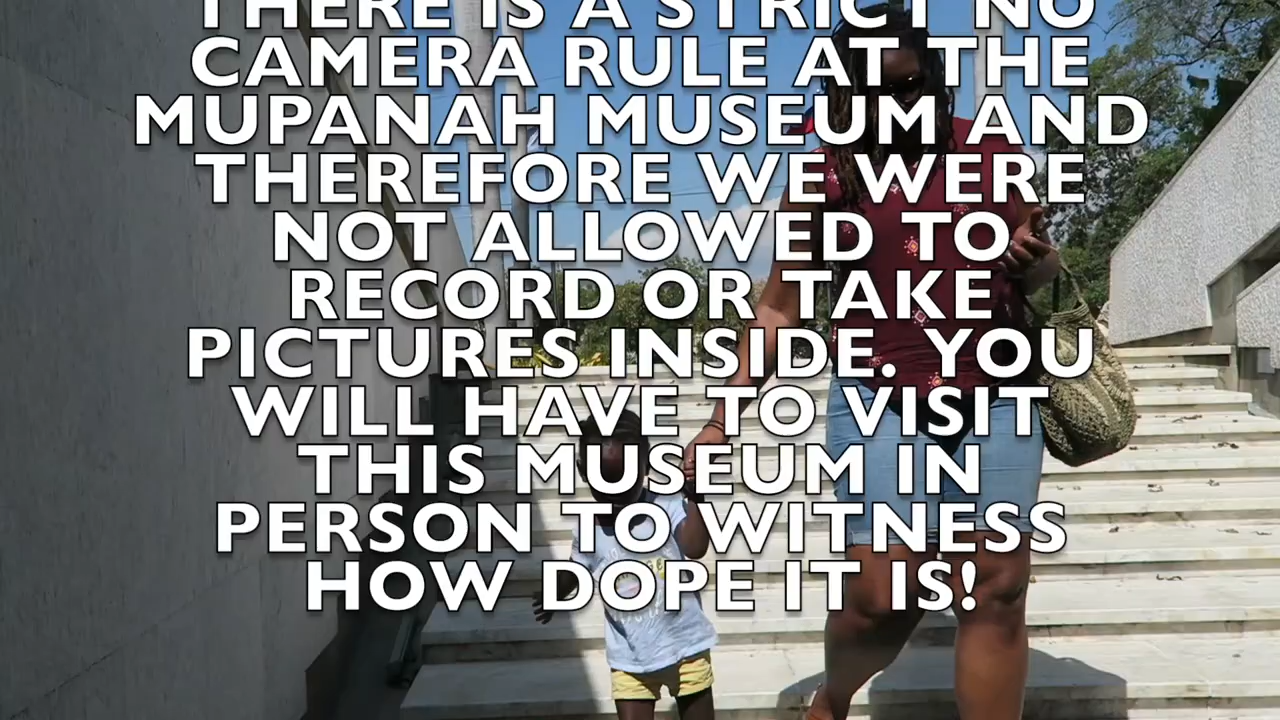 THERE IS A STRICT NO
CAMERA RULE AT THE
MUPANAH MUSEUM AND
THEREFORE WE WERE
NOT ALLOWED TO
RECORD OR TAKE
PICTURES INSIDE. YOU
WILL HAVE TO VISIT
THIS MUSEUM IN
PERSON TO WITNESS
HOW DOPE IT IS!